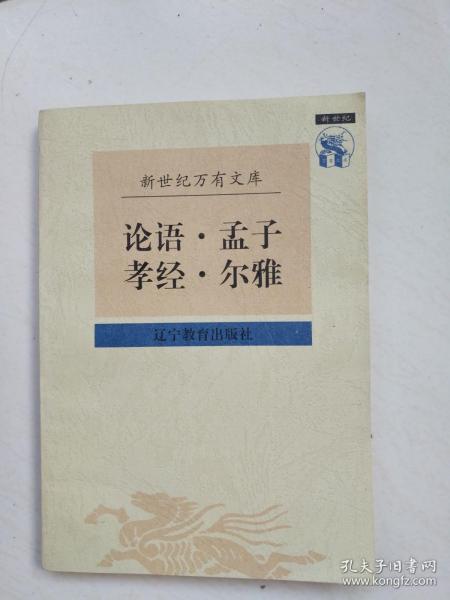 新世纪
新世纪万有文库
论语·孟子
孝经·尔雅
辽宁教育出版社
孔夫子旧书网
www.kongfz.com